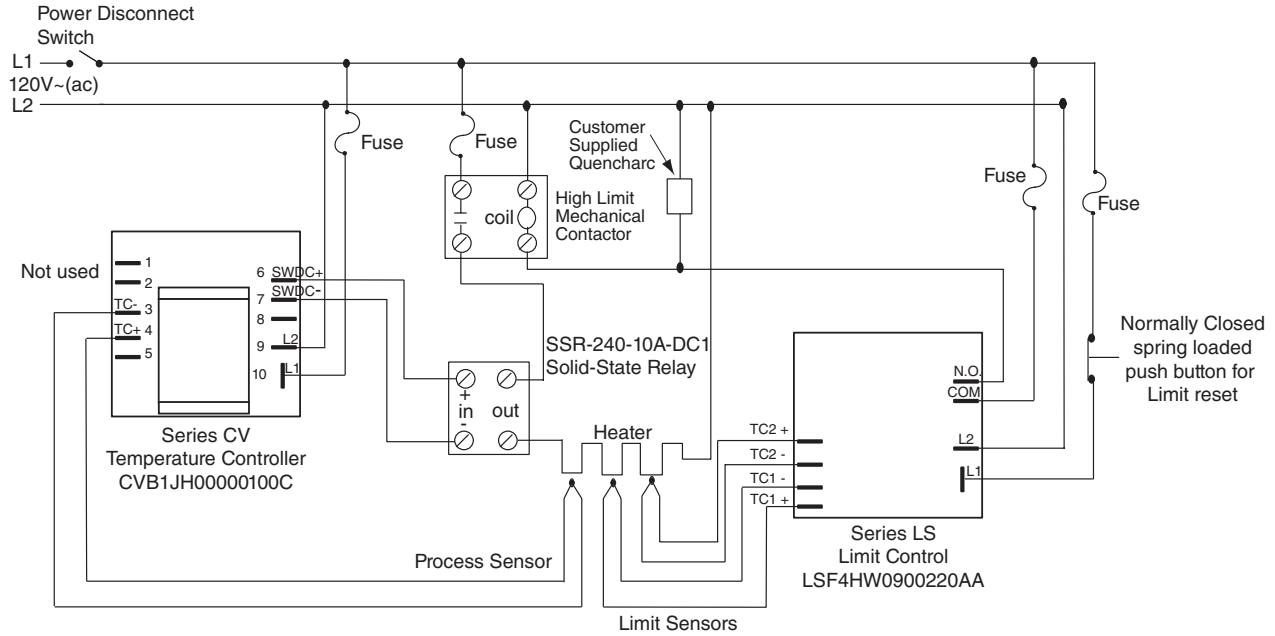 Power Disconnect
Switch
L1
120V~(ac)
L2
Fuse
Fuse
Customer
Supplied
Quencharc
Fuse
Fuse
coil
High Limit
Mechanical
Contactor
Not used
1
2
TC- 3
TC+ 4
5
6 SWDC+
7 SWDC-
8
9 L2
10 L1
Series CV
Temperature Controller
CVB1JH00000100C
SSR-240-10A-DC1
Solid-State Relay
+
in
-
out
Heater
Normally Closed
spring loaded
push button for
Limit reset
N.O.
COM
L2
L1
TC2 +
TC2 -
TC1 -
TC1 +
Series LS
Limit Control
LSF4HW0900220AA
Process Sensor
Limit Sensors